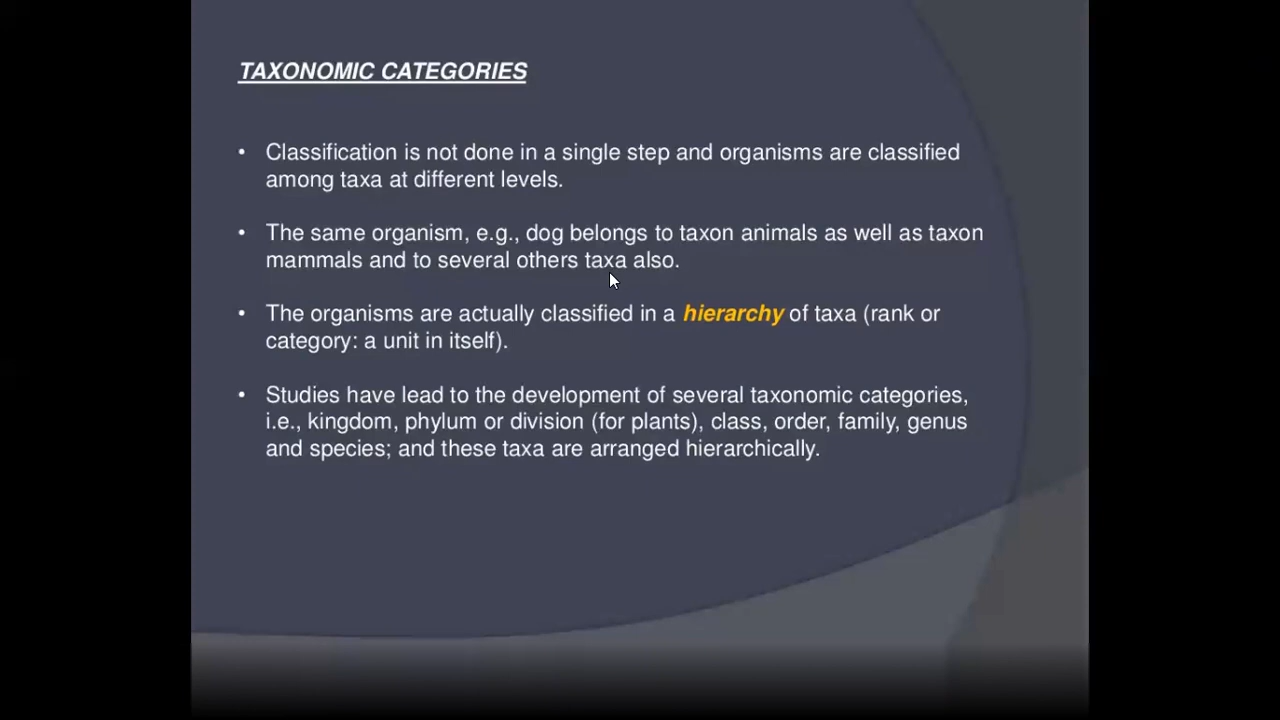 TAXONOMIC CATEGORIES
• Classification is not done in a single step and organisms are classified
among taxa at different levels.
• The same organism, e.g., dog belongs to taxon animals as well as taxon
mammals and to several others taxa also.
• The organisms are actually classified in a hierarchy of taxa (rank or
category: a unit in itself).
• Studies have lead to the development of several taxonomic categories,
i.e., kingdom, phylum or division (for plants), class, order, family, genus
and species; and these taxa are arranged hierarchically.